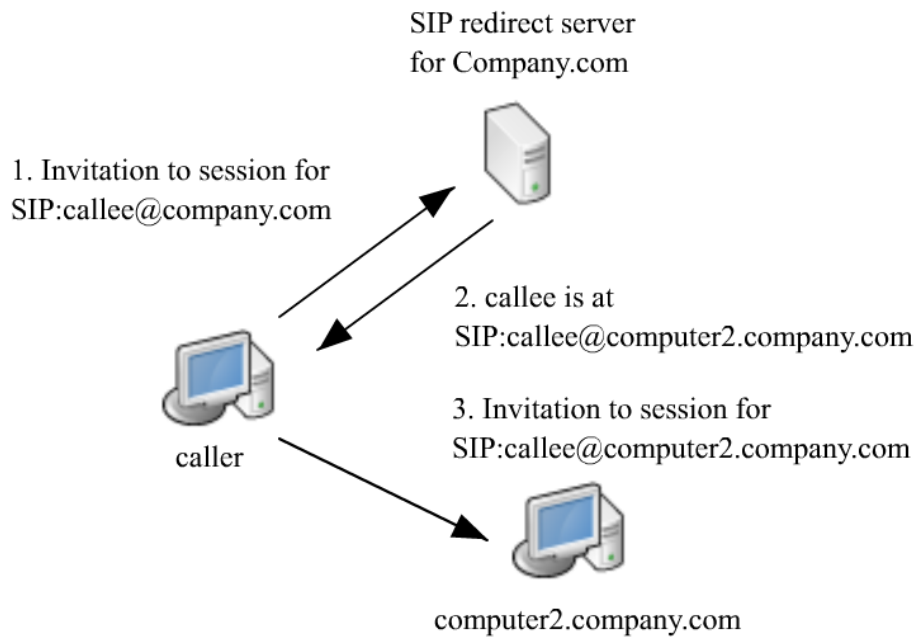 SIP redirect server
for Company.com
1. Invitation to session for
SIP:callee@company.com
2. callee is at
SIP:callee@computer2.company.com
3. Invitation to session for
SIP:callee@computer2.company.com
caller
computer2.company.com